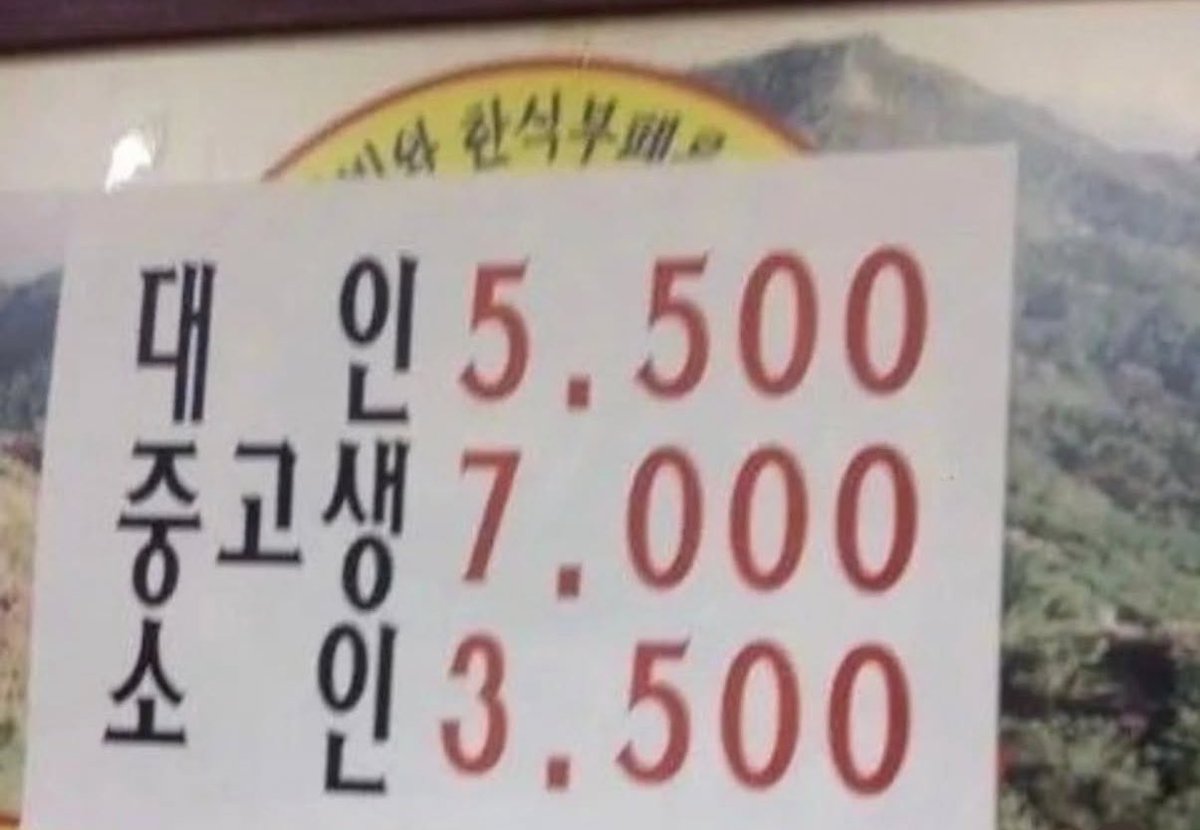 한식부페
대 인 5.500
중고생 7.000
소 인 3.500